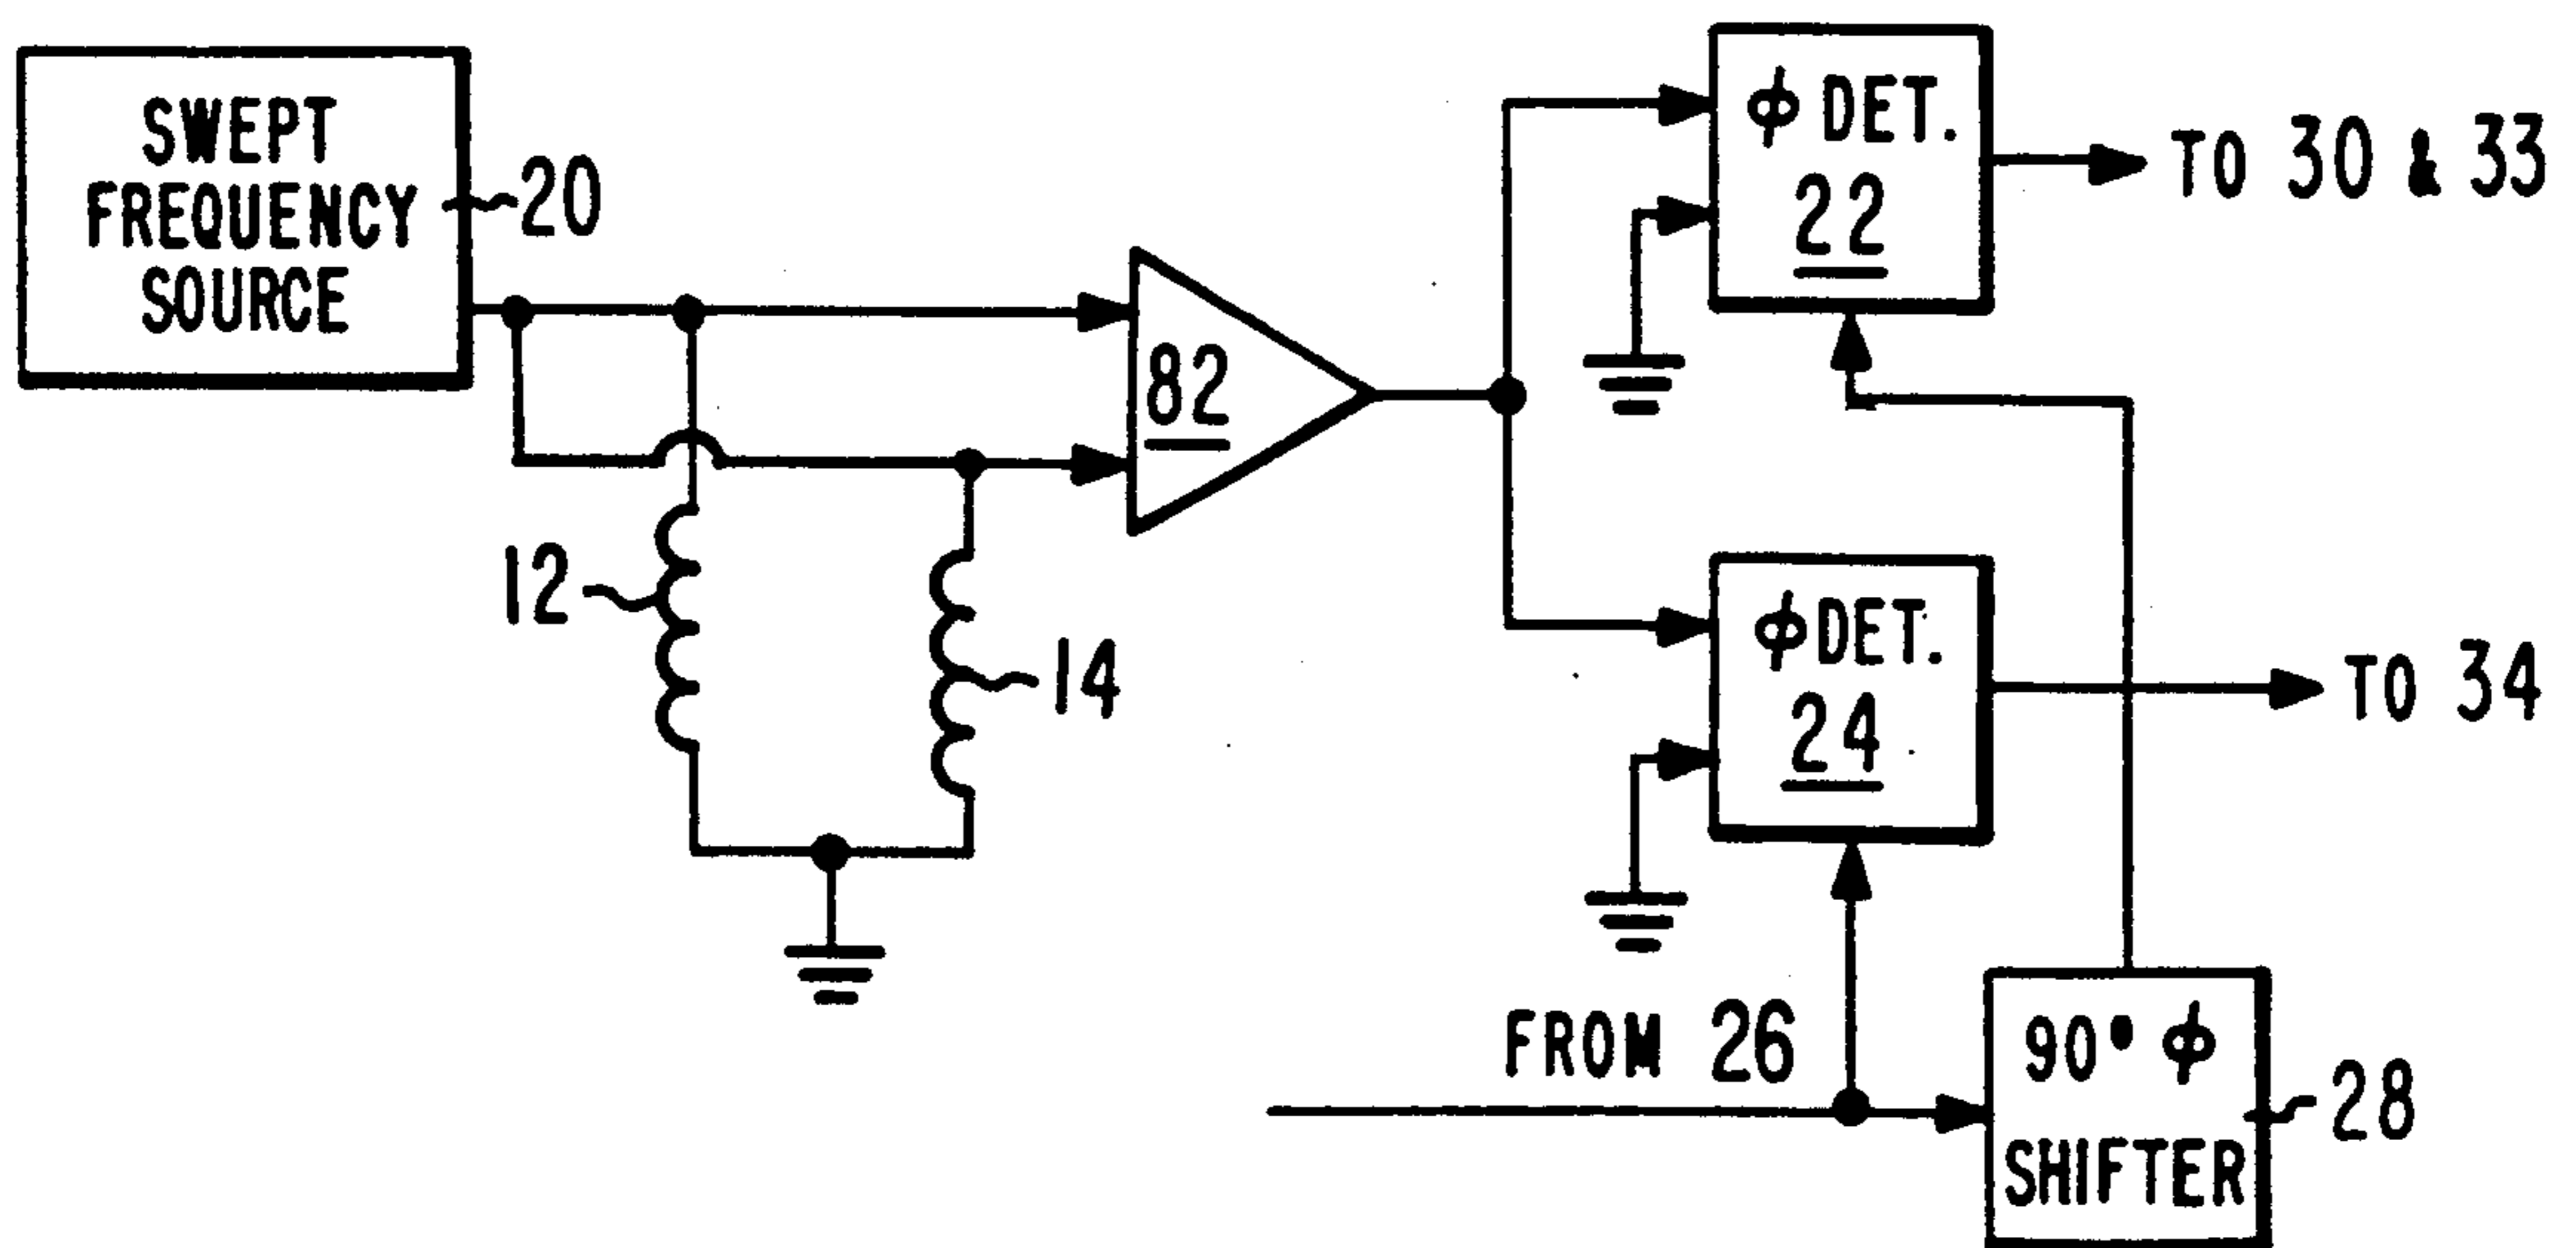 SWEPT
FREQUENCY
SOURCE
20
12
14
82
ϕ DET.
22
TO 30 & 33
ϕ DET.
24
TO 34
FROM 26
90° ϕ
SHIFTER
28